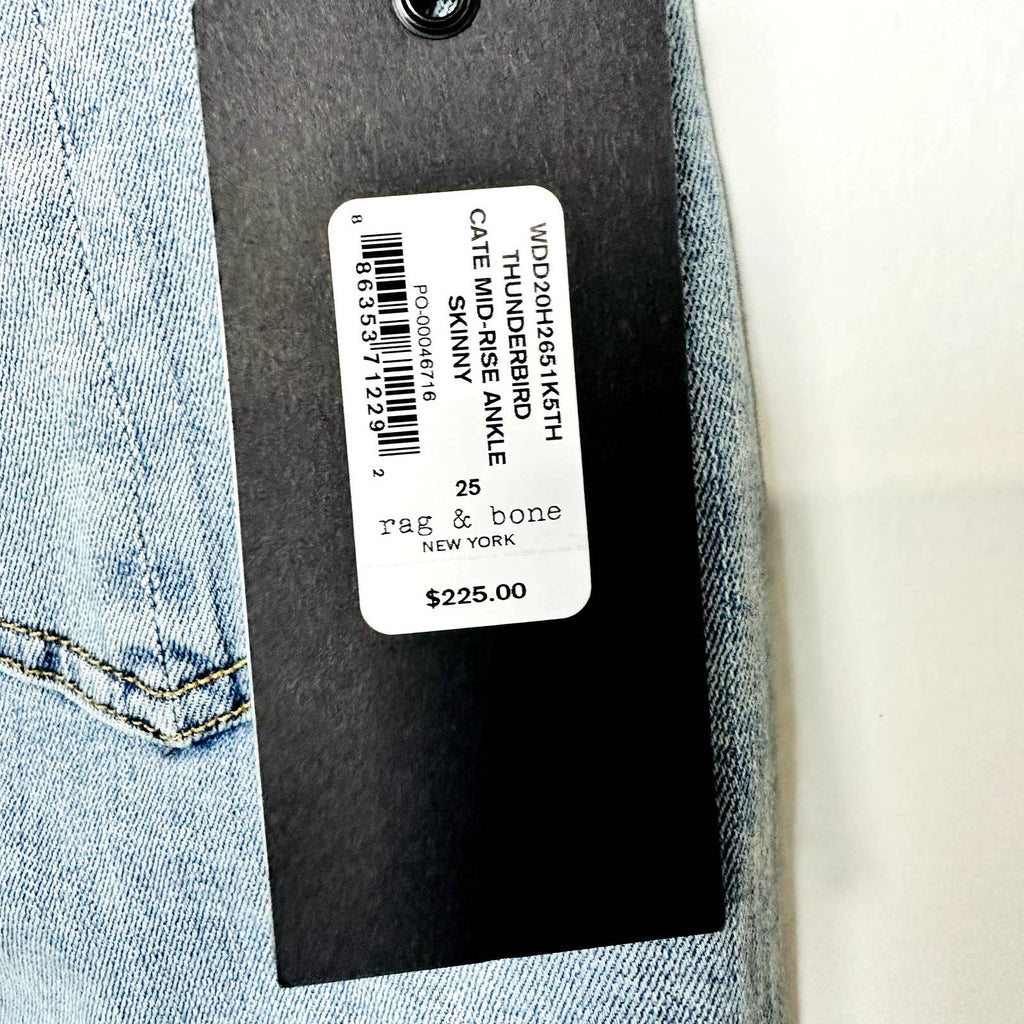 WDD20H2651K5TH
THUNDERBIRD
CATE MID-RISE ANKLE
SKINNY
PO-00046716
8 86353 71229 2
25
rag & bone
NEW YORK
$225.00